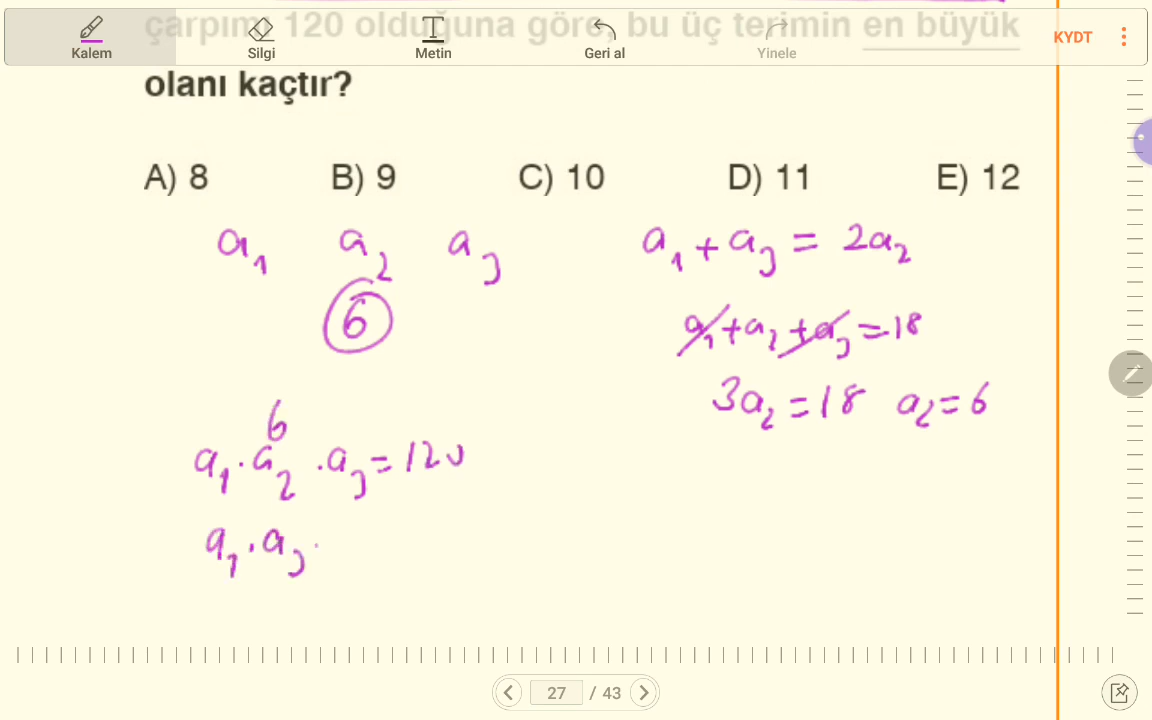 çarpımı 120 olduğuna göre, bu üç terimin en büyük
Kalem Silgi Metin Geri al Yinele KYDT
olanı kaçtır?
A) 8 B) 9 C) 10 D) 11 E) 12
a₁ a₂ a₃ a₁ + a₃ = 2a₂
6 a₁ + a₂ + a₃ = 18
3a₂ = 18 a₂ = 6
6
a₁ · a₂ · a₃ = 120
a₁ · a₃ ·
27 / 43